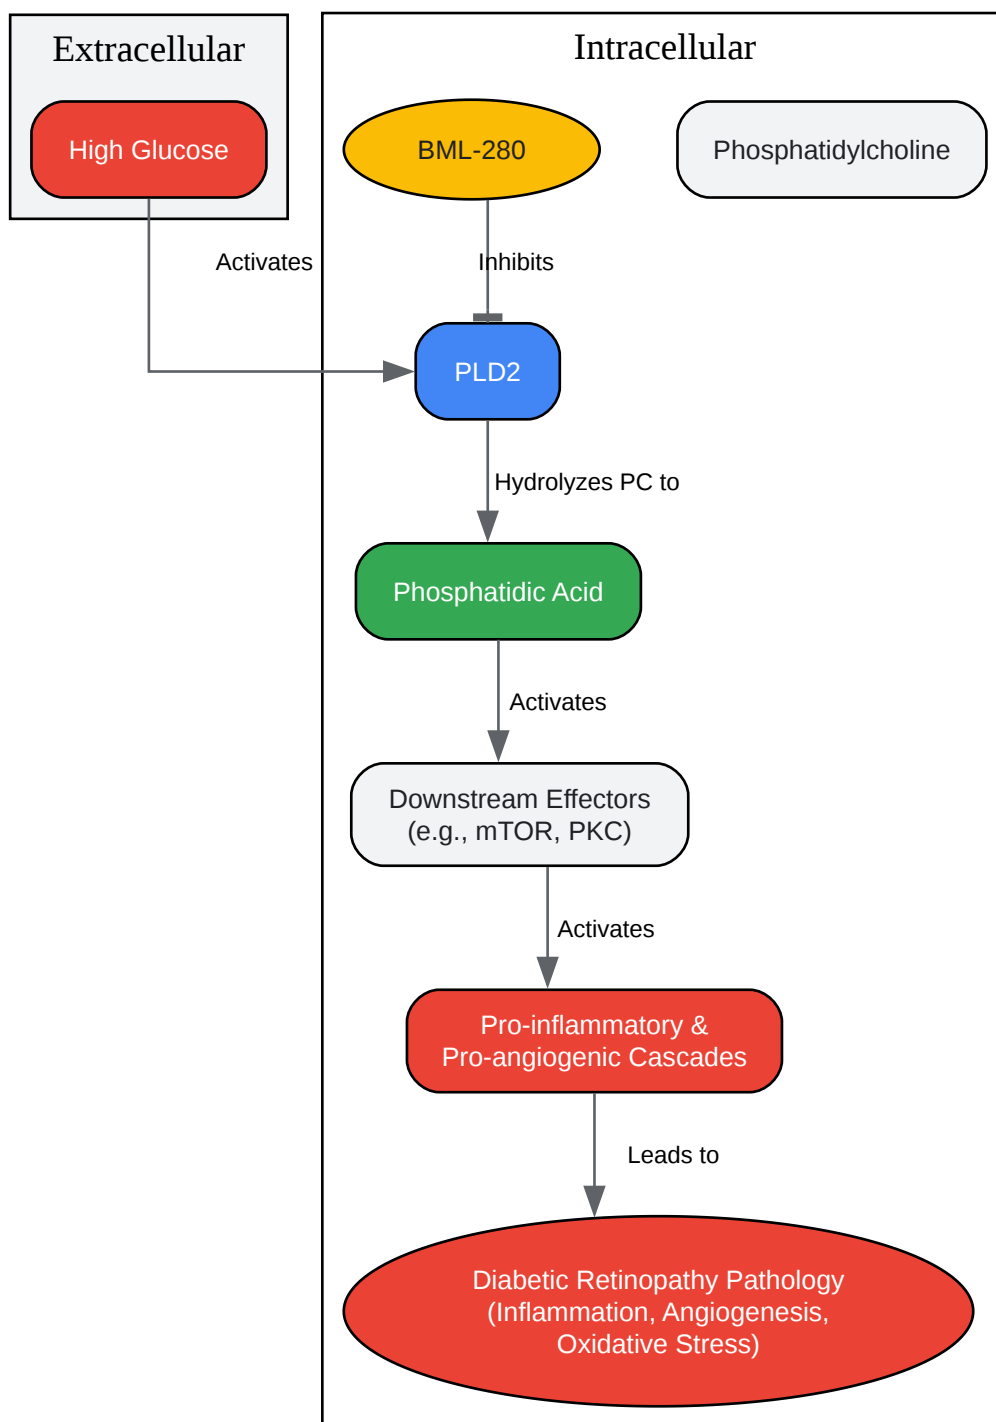 Extracellular
Intracellular
High Glucose
BML-280
Phosphatidylcholine
Activates
Inhibits
PLD2
Hydrolyzes PC to
Phosphatidic Acid
Activates
Downstream Effectors
(e.g., mTOR, PKC)
Activates
Pro-inflammatory &
Pro-angiogenic Cascades
Leads to
Diabetic Retinopathy Pathology
(Inflammation, Angiogenesis,
Oxidative Stress)